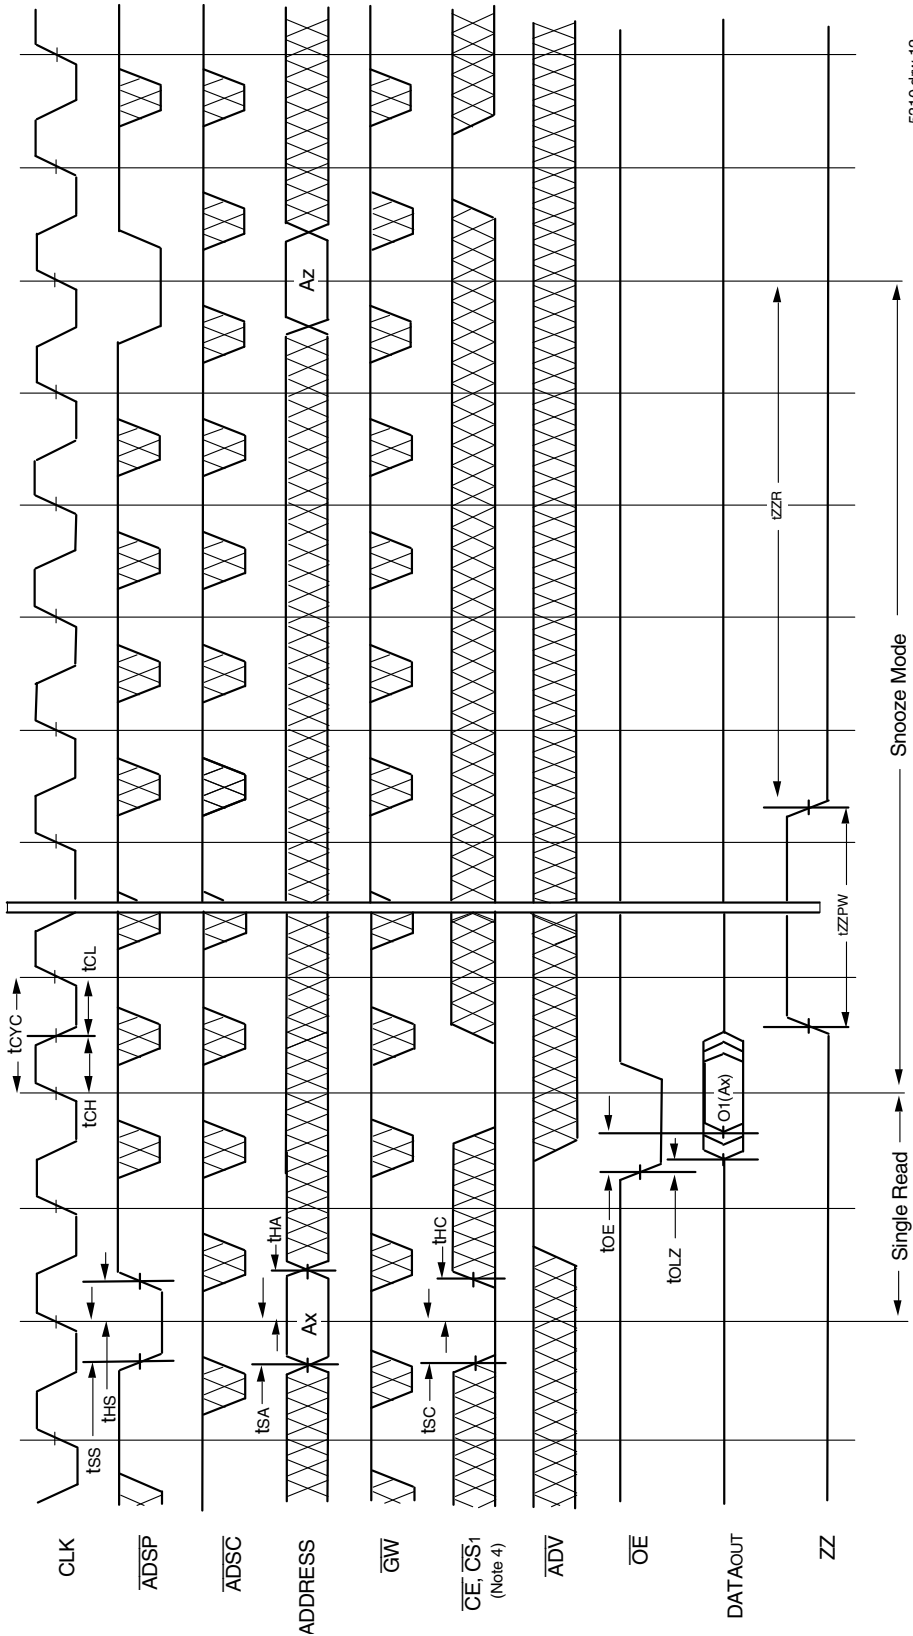 CLK
tSS
tHS
tCH
tCYC
tCL
ADSP
ADSC
ADDRESS
tSA
Ax
tHA
Az
GW
CE, CS1
(Note 4)
tSC
tHC
ADV
OE
tOE
tOLZ
DATAOUT
O1(Ax)
ZZ
tZZPW
tZZR
Single Read
Snooze Mode